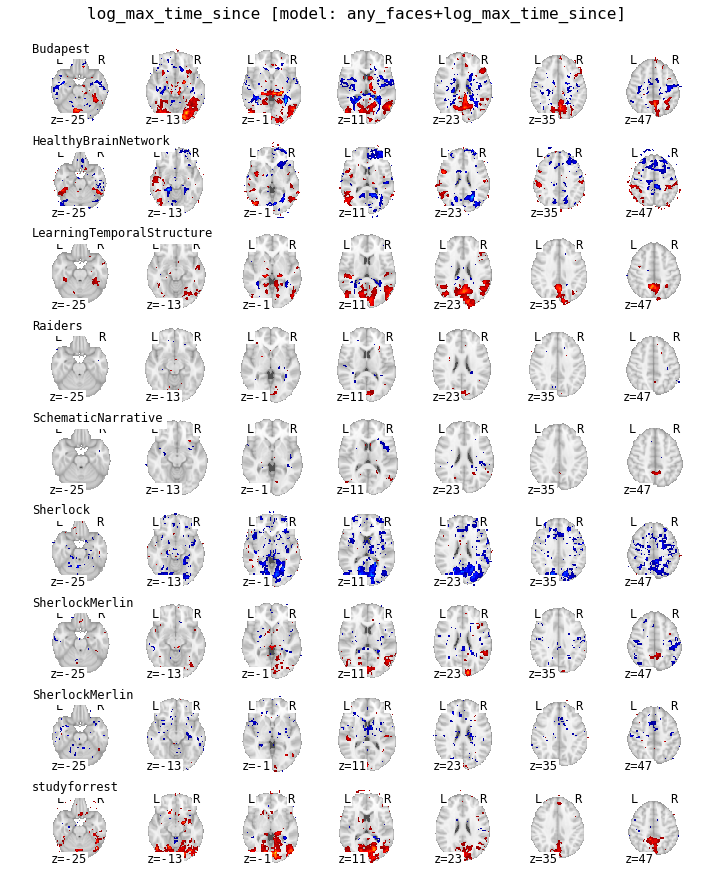 log_max_time_since [model: any_faces+log_max_time_since]
Budapest
L R L R L R L R L R L R L R
z=-25 z=-13 z=-1 z=11 z=23 z=35 z=47
HealthyBrainNetwork
L R L R L R L R L R L R L R
z=-25 z=-13 z=-1 z=11 z=23 z=35 z=47
LearningTemporalStructure
L R L R L R L R L R L R L R
z=-25 z=-13 z=-1 z=11 z=23 z=35 z=47
Raiders
L R L R L R L R L R L R L R
z=-25 z=-13 z=-1 z=11 z=23 z=35 z=47
SchematicNarrative
L R L R L R L R L R L R L R
z=-25 z=-13 z=-1 z=11 z=23 z=35 z=47
Sherlock
L R L R L R L R L R L R L R
z=-25 z=-13 z=-1 z=11 z=23 z=35 z=47
SherlockMerlin
L R L R L R L R L R L R L R
z=-25 z=-13 z=-1 z=11 z=23 z=35 z=47
SherlockMerlin
L R L R L R L R L R L R L R
z=-25 z=-13 z=-1 z=11 z=23 z=35 z=47
studyforrest
L R L R L R L R L R L R L R
z=-25 z=-13 z=-1 z=11 z=23 z=35 z=47